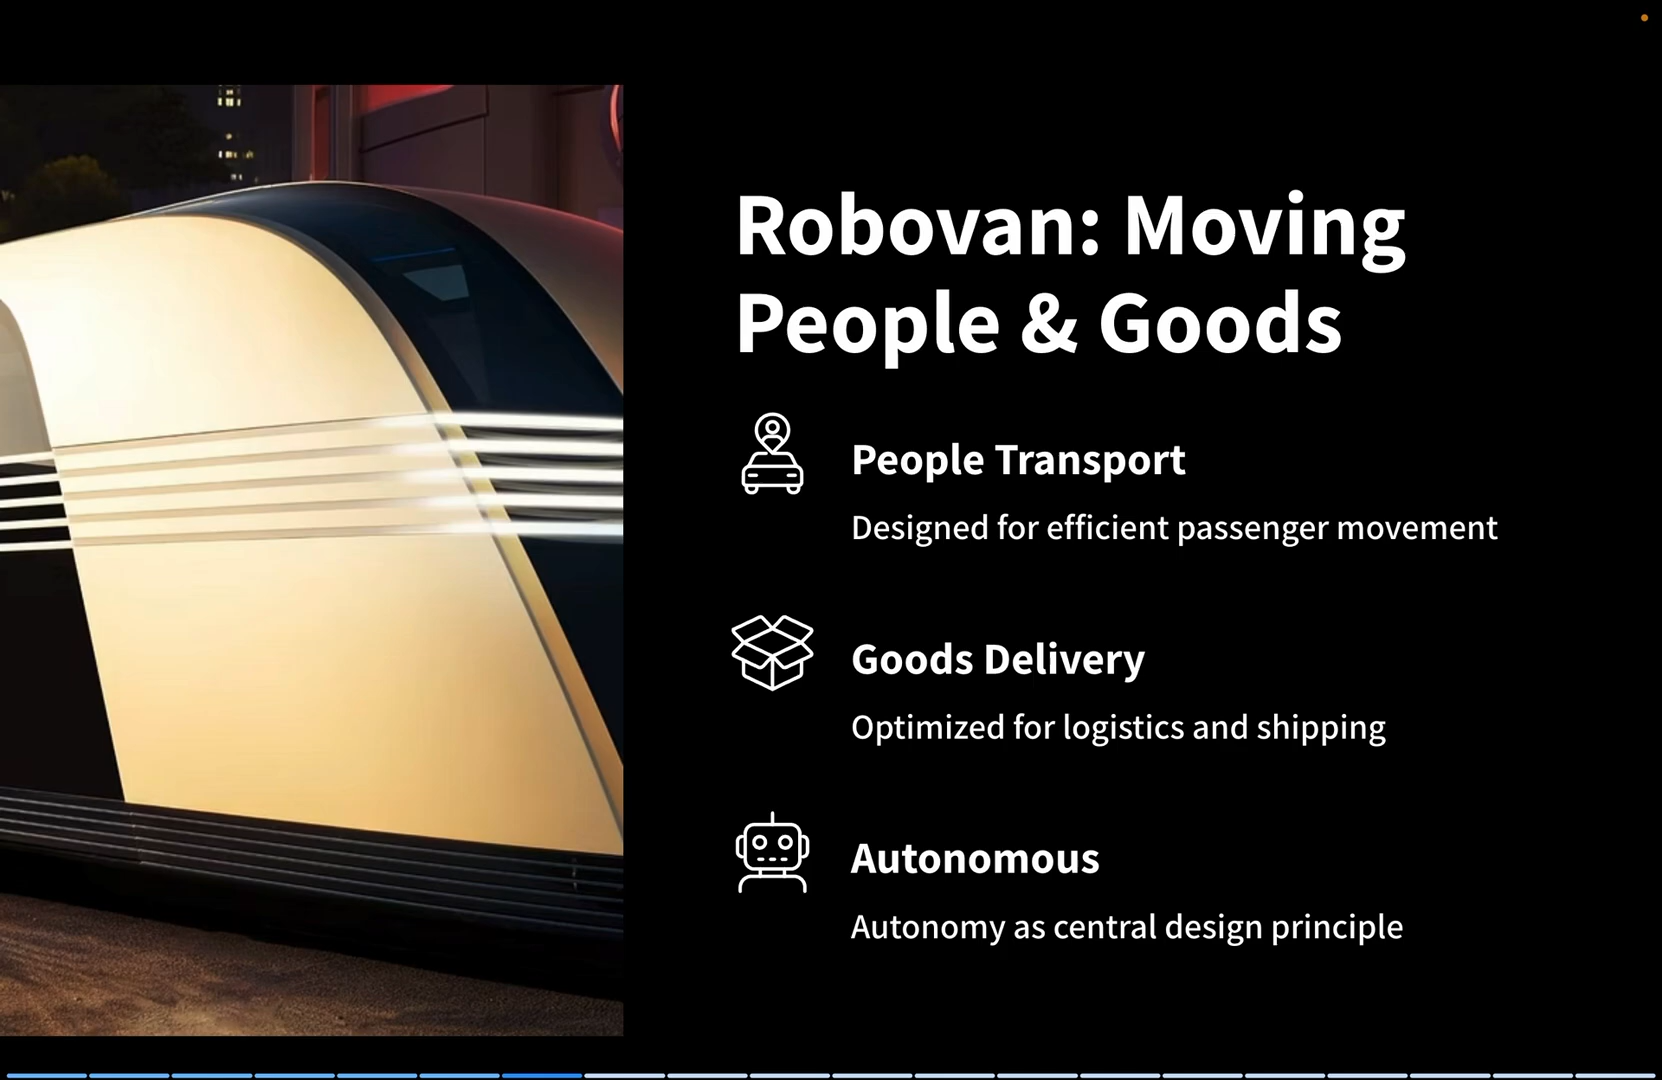 Robovan: Moving
People & Goods
People Transport
Designed for efficient passenger movement
Goods Delivery
Optimized for logistics and shipping
Autonomous
Autonomy as central design principle